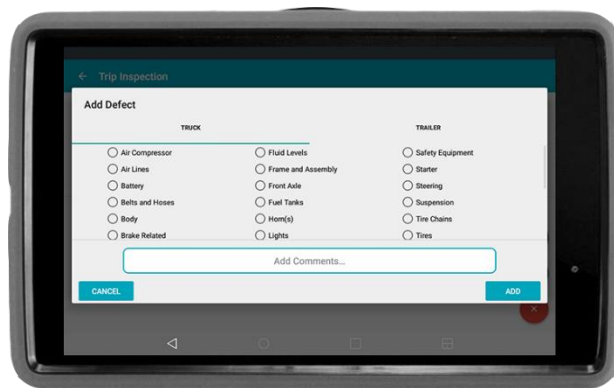 Trip Inspection
Add Defect
TRUCK TRAILER
Air Compressor Fluid Levels Safety Equipment
Air Lines Frame and Assembly Starter
Battery Front Axle Steering
Belts and Hoses Fuel Tanks Suspension
Body Horn(s) Tire Chains
Brake Related Lights Tires
Add Comments...
CANCEL ADD